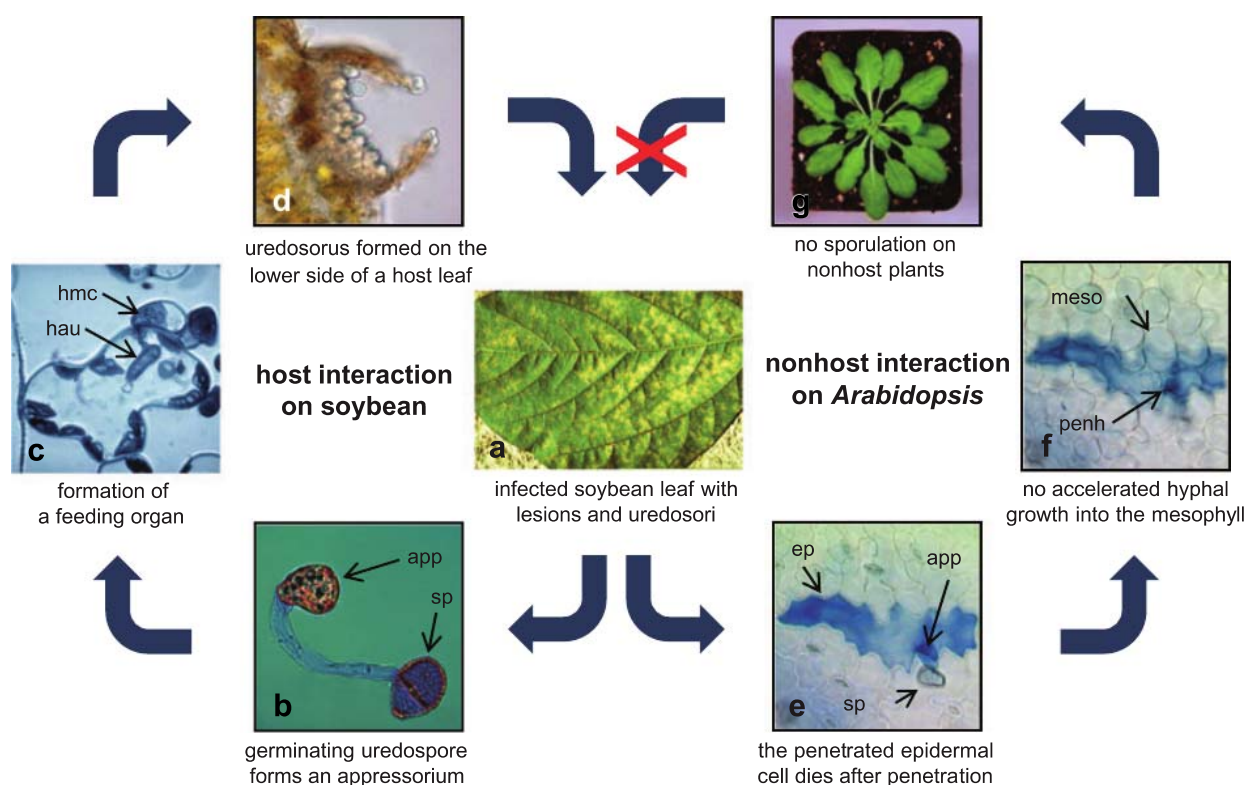 d
uredosorus formed on the
lower side of a host leaf
g
no sporulation on
nonhost plants
hmc
hau
c
formation of
a feeding organ
host interaction
on soybean
a
infected soybean leaf with
lesions and uredosori
nonhost interaction
on Arabidopsis
meso
penh
f
no accelerated hyphal
growth into the mesophyll
app
sp
b
germinating uredospore
forms an appressorium
ep
app
sp
e
the penetrated epidermal
cell dies after penetration